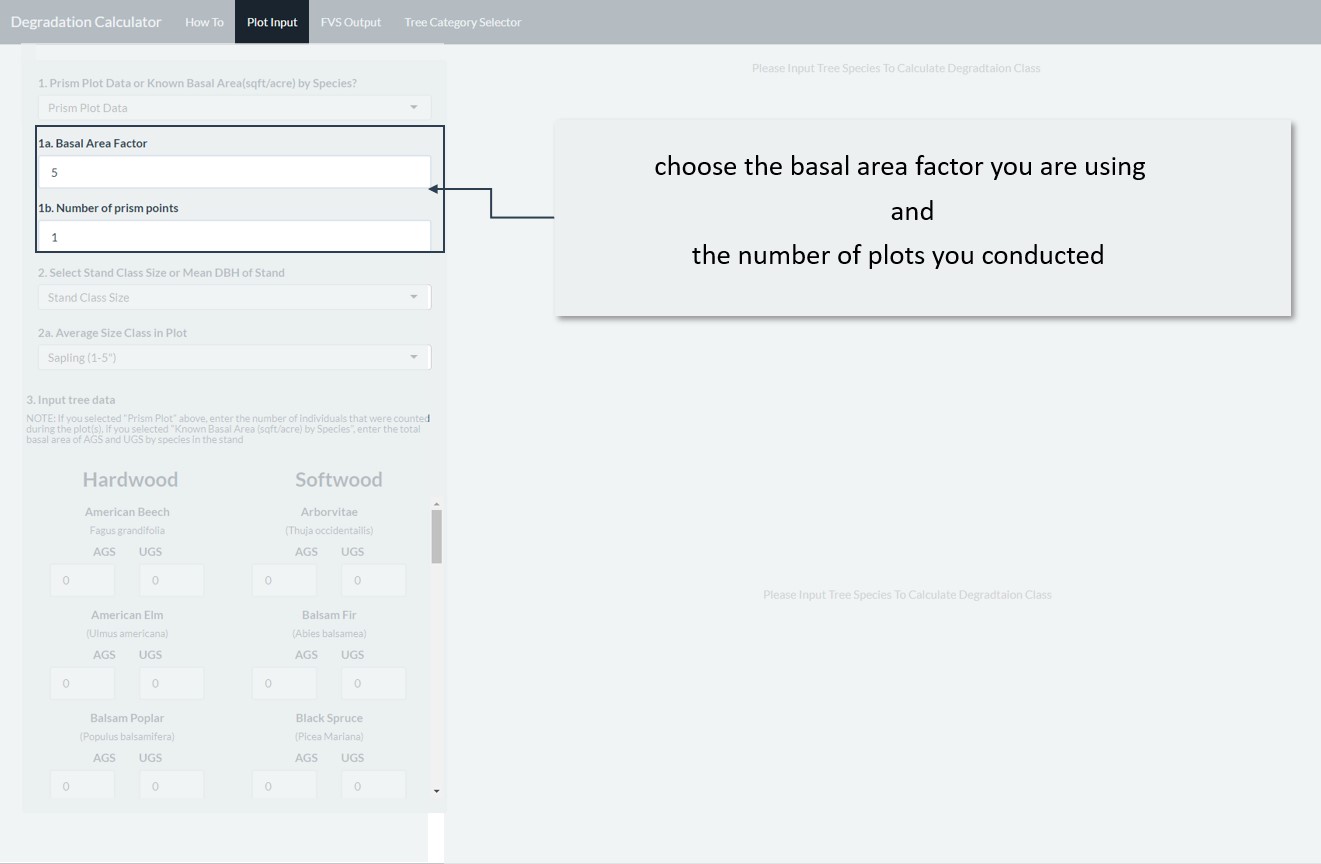 Degradation Calculator How To Plot Input FVS Output Tree Category Selector
1. Prism Plot Data or Known Basal Area(sqft/acre) by Species?
Prism Plot Data
1a. Basal Area Factor
5
1b. Number of prism points
1
2. Select Stand Class Size or Mean DBH of Stand
Stand Class Size
2a. Average Size Class in Plot
Sapling (1-5")
3. Input tree data
NOTE: If you selected "Prism Plot" above, enter the number of individuals that were counted
during the plot(s). if you selected "Known Basal Area (sqft/acre) by Species", enter the total
basal area of AGS and UGS by species in the stand
Hardwood Softwood
American Beech Arborvitae
Fagus grandifolia (Thuja occidentailis)
AGS UGS AGS UGS
0 0 0 0
American Elm Balsam Fir
(Ulmus americana) (Abies balsamea)
AGS UGS AGS UGS
0 0 0 0
Balsam Poplar Black Spruce
(Populus balsamifera) (Picea Mariana)
AGS UGS AGS UGS
0 0 0 0
Please Input Tree Species To Calculate Degradtaion Class
choose the basal area factor you are using
and
the number of plots you conducted
Please Input Tree Species To Calculate Degradtaion Class